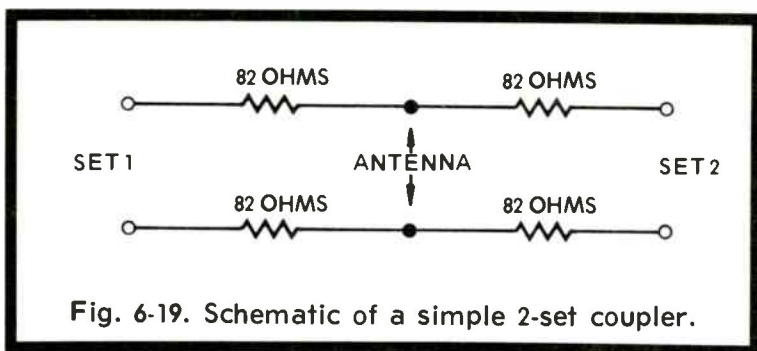 82 OHMS 82 OHMS
SET 1 ANTENNA SET 2
82 OHMS 82 OHMS
Fig. 6-19. Schematic of a simple 2-set coupler.